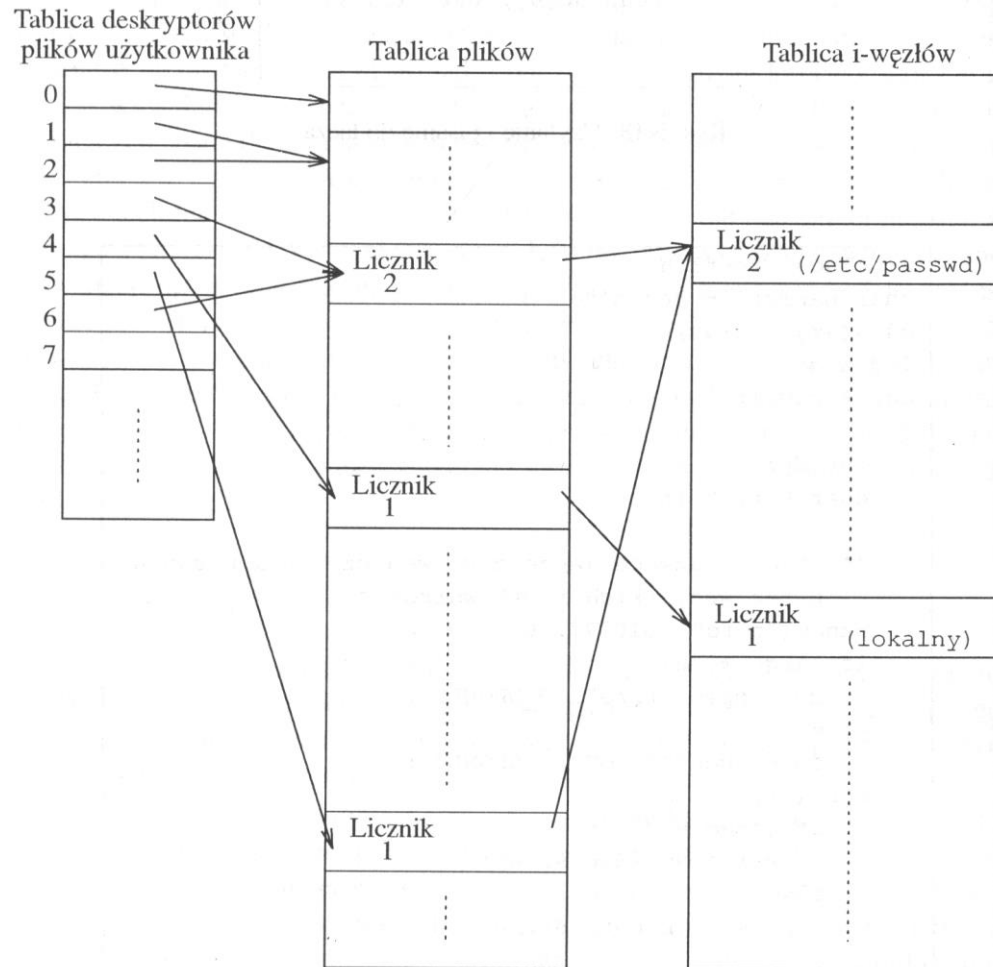 Tablica deskryptorów
plików użytkownika
0
1
2
3
4
5
6
7
Tablica plików
Licznik
2
Licznik
1
Licznik
1
Tablica i-węzłów
Licznik
2 (/etc/passwd)
Licznik
1 (lokalny)